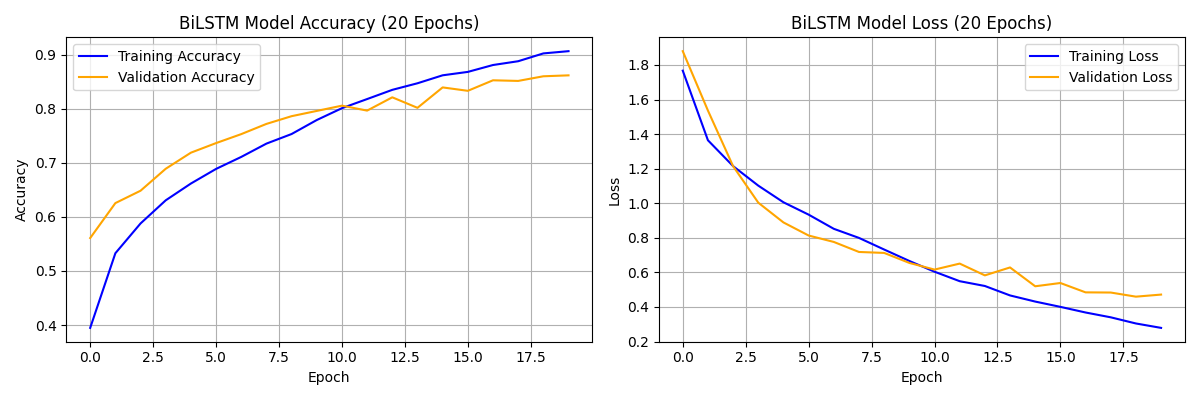 BiLSTM Model Accuracy (20 Epochs)
Training Accuracy
Validation Accuracy
Accuracy
0.9
0.8
0.7
0.6
0.5
0.4
0.0 2.5 5.0 7.5 10.0 12.5 15.0 17.5
Epoch
BiLSTM Model Loss (20 Epochs)
Training Loss
Validation Loss
Loss
1.8
1.6
1.4
1.2
1.0
0.8
0.6
0.4
0.2
0.0 2.5 5.0 7.5 10.0 12.5 15.0 17.5
Epoch